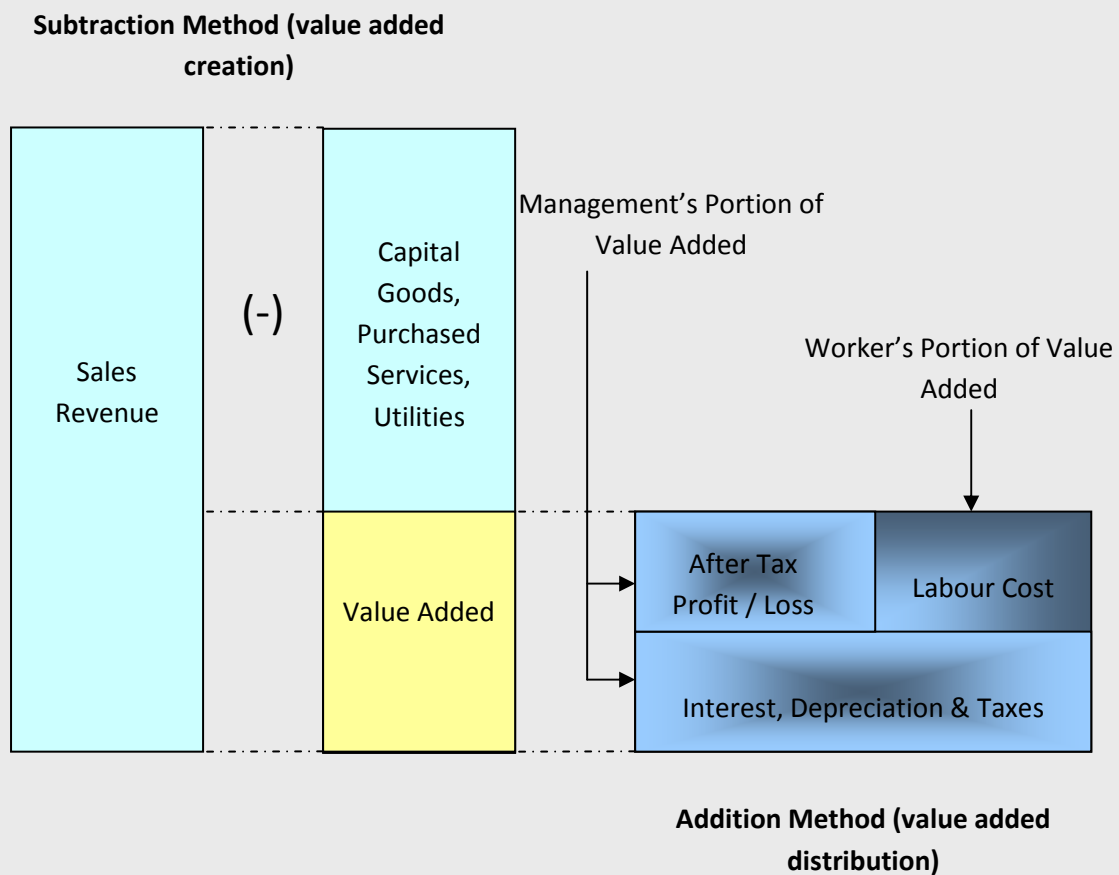 Subtraction Method (value added
creation)
Sales
Revenue
(-)
Capital
Goods,
Purchased
Services,
Utilities
Value Added
Management’s Portion of
Value Added
Worker’s Portion of Value
Added
After Tax
Profit / Loss
Labour Cost
Interest, Depreciation & Taxes
Addition Method (value added
distribution)